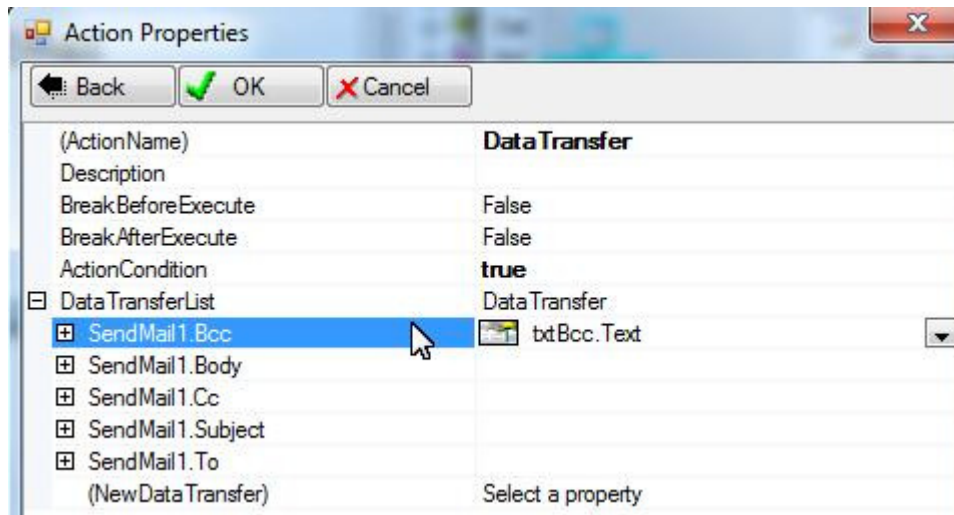 Action Properties
Back OK Cancel
(ActionName) DataTransfer
Description
BreakBeforeExecute False
BreakAfterExecute False
ActionCondition true
DataTransferList DataTransfer
SendMail1.Bcc txtBcc.Text
SendMail1.Body
SendMail1.Cc
SendMail1.Subject
SendMail1.To
(NewDataTransfer) Select a property